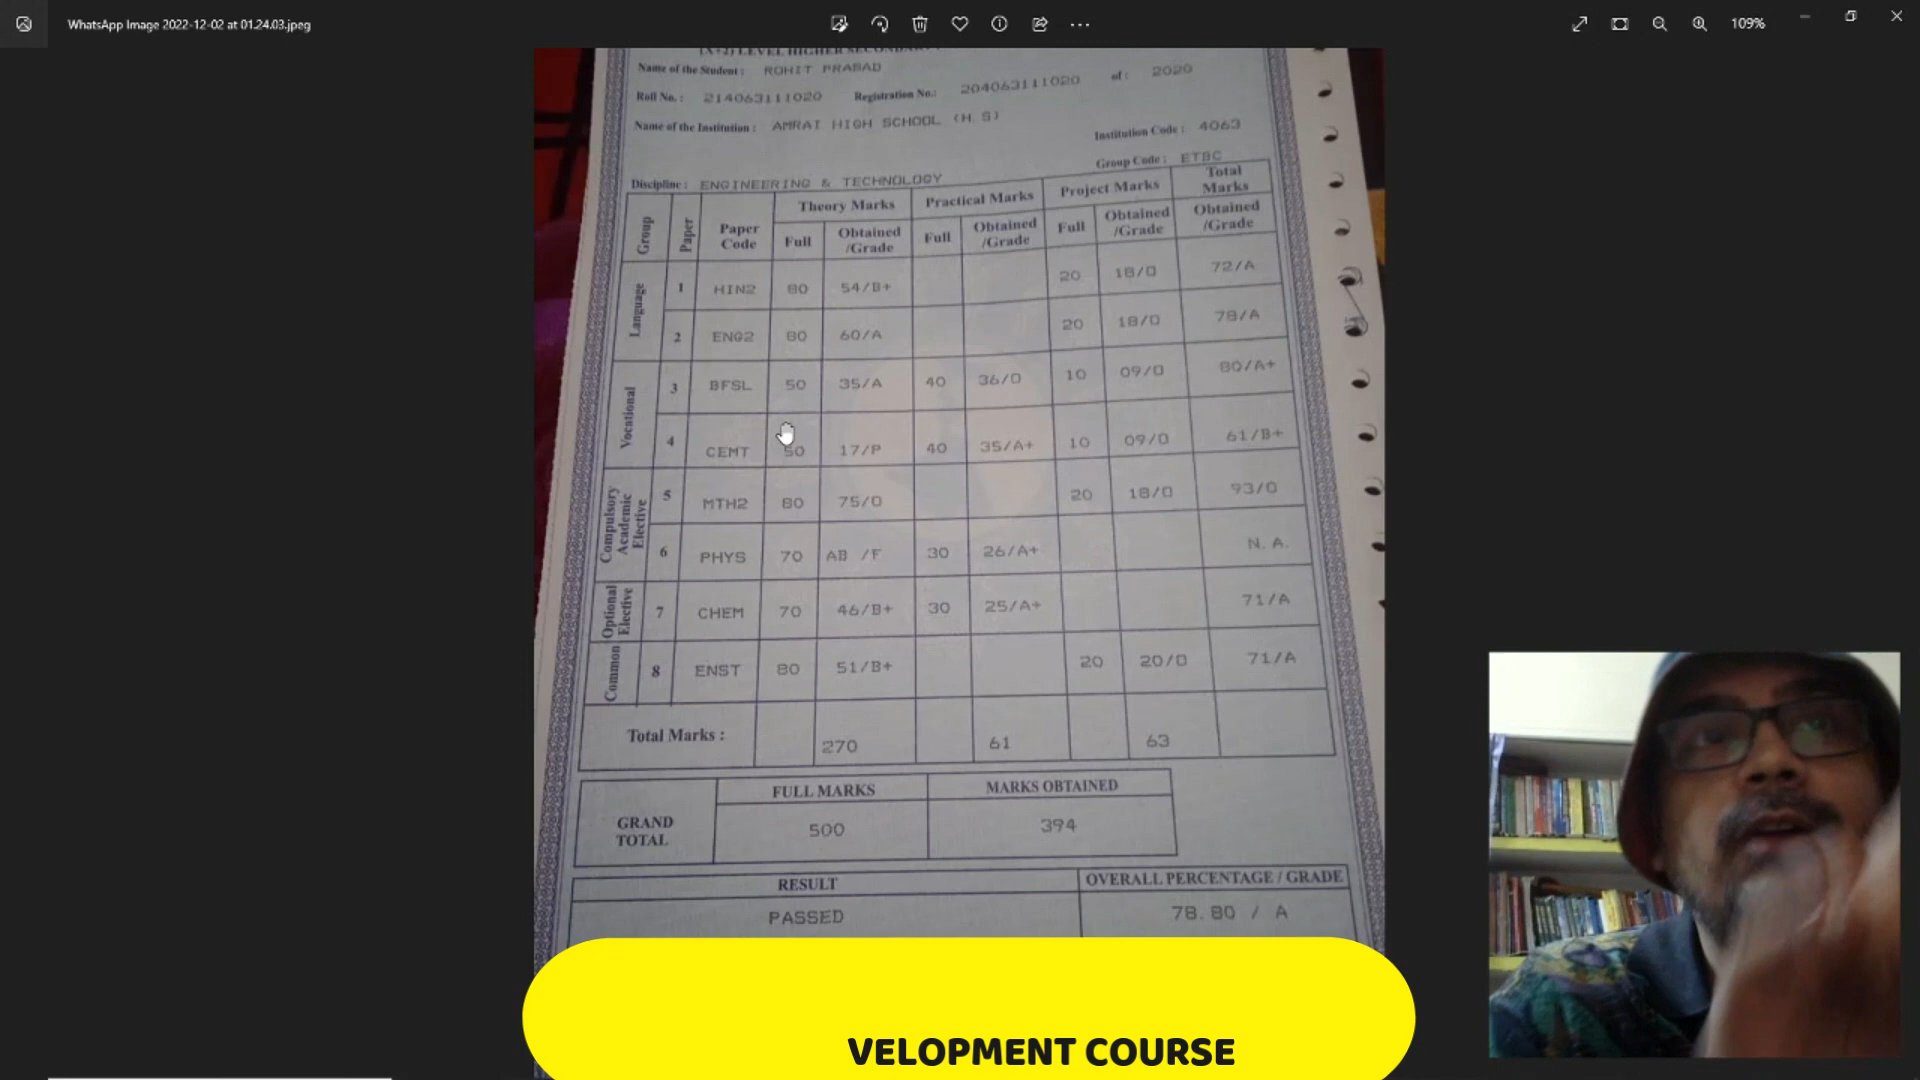 WhatsApp Image 2022-12-02 at 01.24.03.jpeg
109%
(X+2) LEVEL HIGHER SECONDARY
Name of the Student : ROHIT PRASAD
Roll No. : 214063111020 Registration No.: 204063111020 of : 2020
Name of the Institution : AMRAI HIGH SCHOOL (H.S)
Institution Code : 4063
Group Code : ETBC
Discipline : ENGINEERING & TECHNOLOGY
Group Paper Paper Code Theory Marks Practical Marks Project Marks Total Marks
Full Obtained /Grade Full Obtained /Grade Full Obtained /Grade Obtained /Grade
Language 1 HIN2 80 54/B+ 20 18/O 72/A
2 ENG2 80 60/A 20 18/O 78/A
Vocational 3 BFSL 50 35/A 40 36/O 10 09/O 80/A+
4 CEMT 50 17/P 40 35/A+ 10 09/O 61/B+
Compulsory Academic Elective 5 MTH2 80 75/O 20 18/O 93/O
6 PHYS 70 AB /F 30 26/A+ N.A.
Optional Elective 7 CHEM 70 46/B+ 30 25/A+ 71/A
Common 8 ENST 80 51/B+ 20 20/O 71/A
Total Marks : 270 61 63
GRAND TOTAL FULL MARKS MARKS OBTAINED
500 394
RESULT OVERALL PERCENTAGE / GRADE
PASSED 78.80 / A
VELOPMENT COURSE